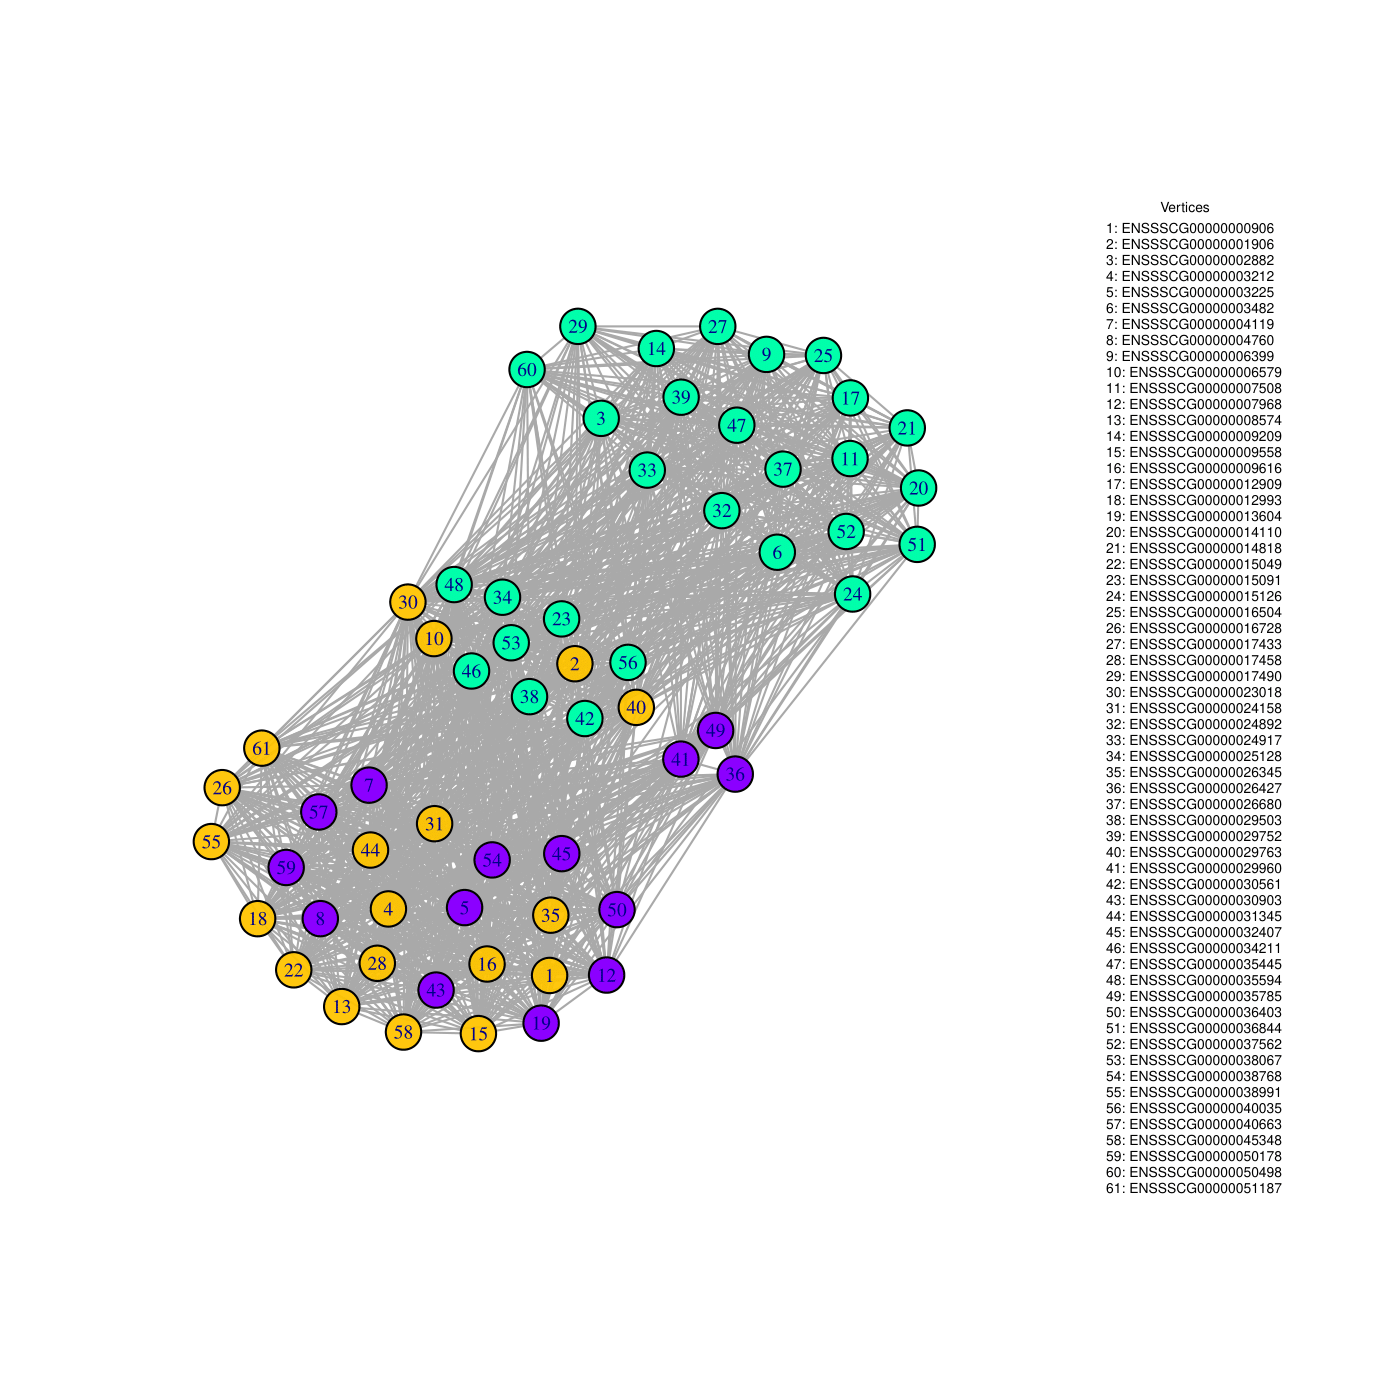 Vertices
1: ENSSSCG00000000906
2: ENSSSCG00000001906
3: ENSSSCG00000002882
4: ENSSSCG00000003212
5: ENSSSCG00000003225
6: ENSSSCG00000003482
7: ENSSSCG00000004119
8: ENSSSCG00000004760
9: ENSSSCG00000006399
10: ENSSSCG00000006579
11: ENSSSCG00000007508
12: ENSSSCG00000007968
13: ENSSSCG00000008574
14: ENSSSCG00000009209
15: ENSSSCG00000009558
16: ENSSSCG00000009616
17: ENSSSCG00000012909
18: ENSSSCG00000012993
19: ENSSSCG00000013604
20: ENSSSCG00000014110
21: ENSSSCG00000014818
22: ENSSSCG00000015049
23: ENSSSCG00000015091
24: ENSSSCG00000015126
25: ENSSSCG00000016504
26: ENSSSCG00000016728
27: ENSSSCG00000017433
28: ENSSSCG00000017458
29: ENSSSCG00000017490
30: ENSSSCG00000023018
31: ENSSSCG00000024158
32: ENSSSCG00000024892
33: ENSSSCG00000024917
34: ENSSSCG00000025128
35: ENSSSCG00000026345
36: ENSSSCG00000026427
37: ENSSSCG00000026680
38: ENSSSCG00000029503
39: ENSSSCG00000029752
40: ENSSSCG00000029763
41: ENSSSCG00000029960
42: ENSSSCG00000030561
43: ENSSSCG00000030903
44: ENSSSCG00000031345
45: ENSSSCG00000032407
46: ENSSSCG00000034211
47: ENSSSCG00000035445
48: ENSSSCG00000035594
49: ENSSSCG00000035785
50: ENSSSCG00000036403
51: ENSSSCG00000036844
52: ENSSSCG00000037562
53: ENSSSCG00000038067
54: ENSSSCG00000038768
55: ENSSSCG00000038991
56: ENSSSCG00000040035
57: ENSSSCG00000040663
58: ENSSSCG00000045348
59: ENSSSCG00000050178
60: ENSSSCG00000050498
61: ENSSSCG00000051187
29
27
14
9
25
60
39
17
3
47
21
33
37
11
20
32
52
6
51
48
34
24
30
23
10
53
2
56
46
38
40
42
49
61
41
36
7
26
57
31
55
44
54
45
59
4
5
50
18
8
35
28
16
22
1
12
43
13
19
58
15